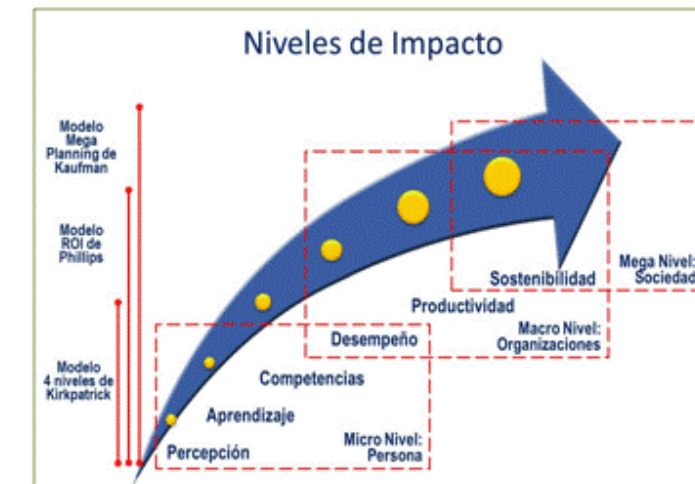 Niveles de Impacto
Modelo
Mega
Planning de
Kaufman
Modelo
ROI de
Phillips
Modelo
4 niveles de
Kirkpatrick
Mega Nivel:
Sociedad
Sostenibilidad
Productividad
Macro Nivel:
Organizaciones
Desempeño
Competencias
Aprendizaje
Micro Nivel:
Persona
Percepción